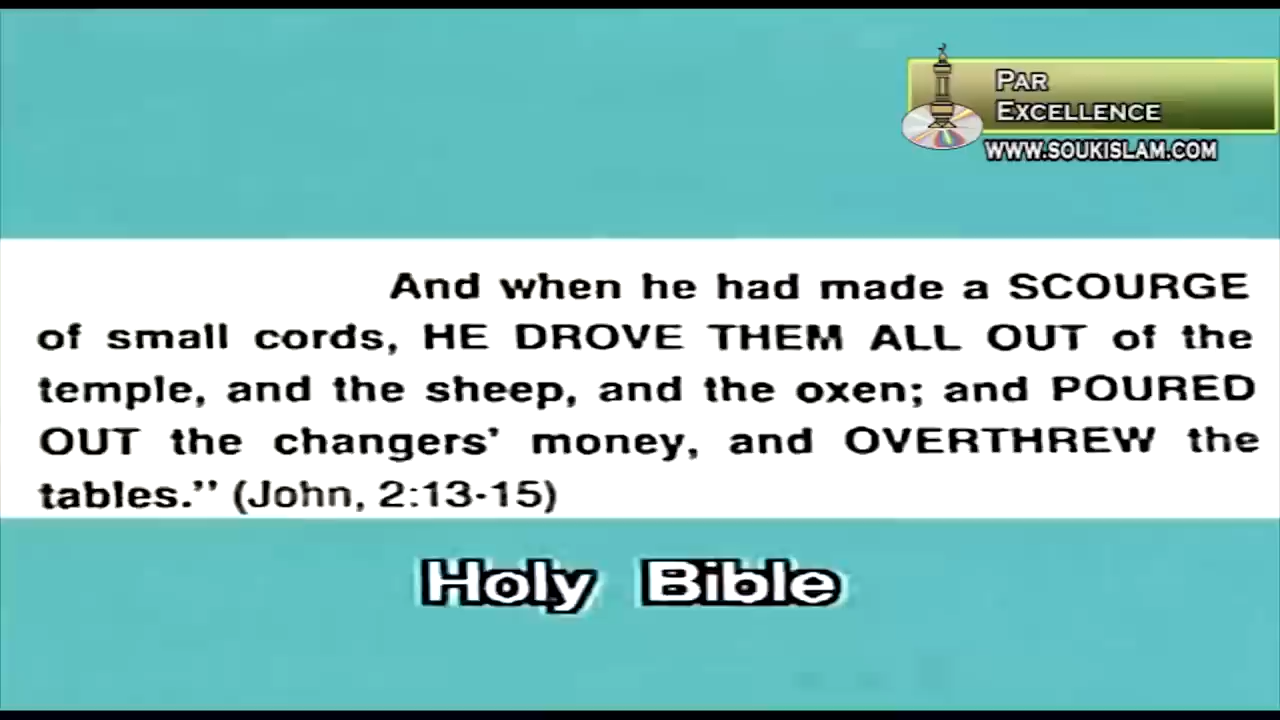 PAR
EXCELLENCE
WWW.SOUKISLAM.COM
And when he had made a SCOURGE
of small cords, HE DROVE THEM ALL OUT of the
temple, and the sheep, and the oxen; and POURED
OUT the changers' money, and OVERTHREW the
tables.” (John, 2:13-15)
Holy Bible